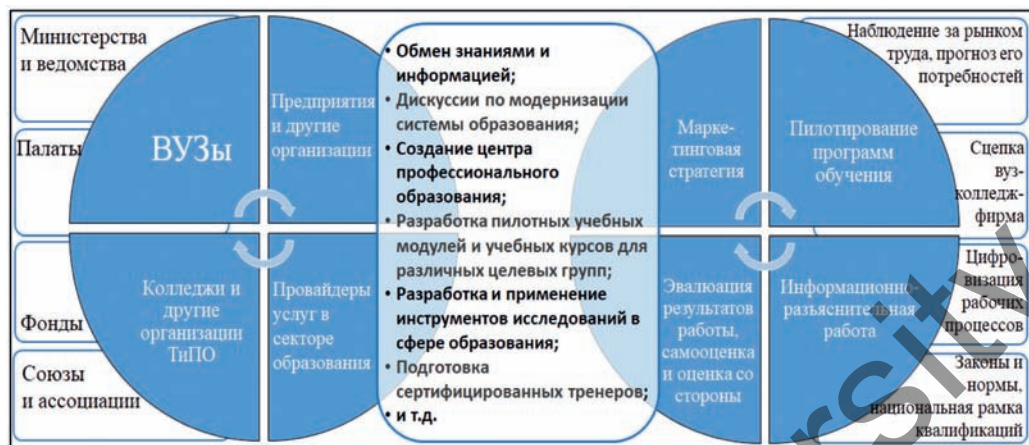 Министерства
и ведомства
Палаты
Фонды
Союзы
и ассоциации
ВУЗы
Предприятия
и другие
организации
Колледжи и
другие
организации
ТиПО
Провайдеры
услуг в
секторе
образования
• Обмен знаниями и
информацией;
• Дискуссии по модернизации
системы образования;
• Создание центра
профессионального
образования;
• Разработка пилотных учебных
модулей и учебных курсов для
различных целевых групп;
• Разработка и применение
инструментов исследований в
сфере образования;
• Подготовка
сертифицированных тренеров;
• и т.д.
Марке-
тинговая
стратегия
Пилотирование
программ
обучения
Эвалюация
результатов
работы,
самооценка
и оценка со
стороны
Информационно-
разъяснительная
работа
Наблюдение за рынком
труда, прогноз его
потребностей
Сцепка
вуз-
колледж-
фирма
Цифро-
визация
рабочих
процессов
Законы и
нормы,
национальная рамка
квалификаций